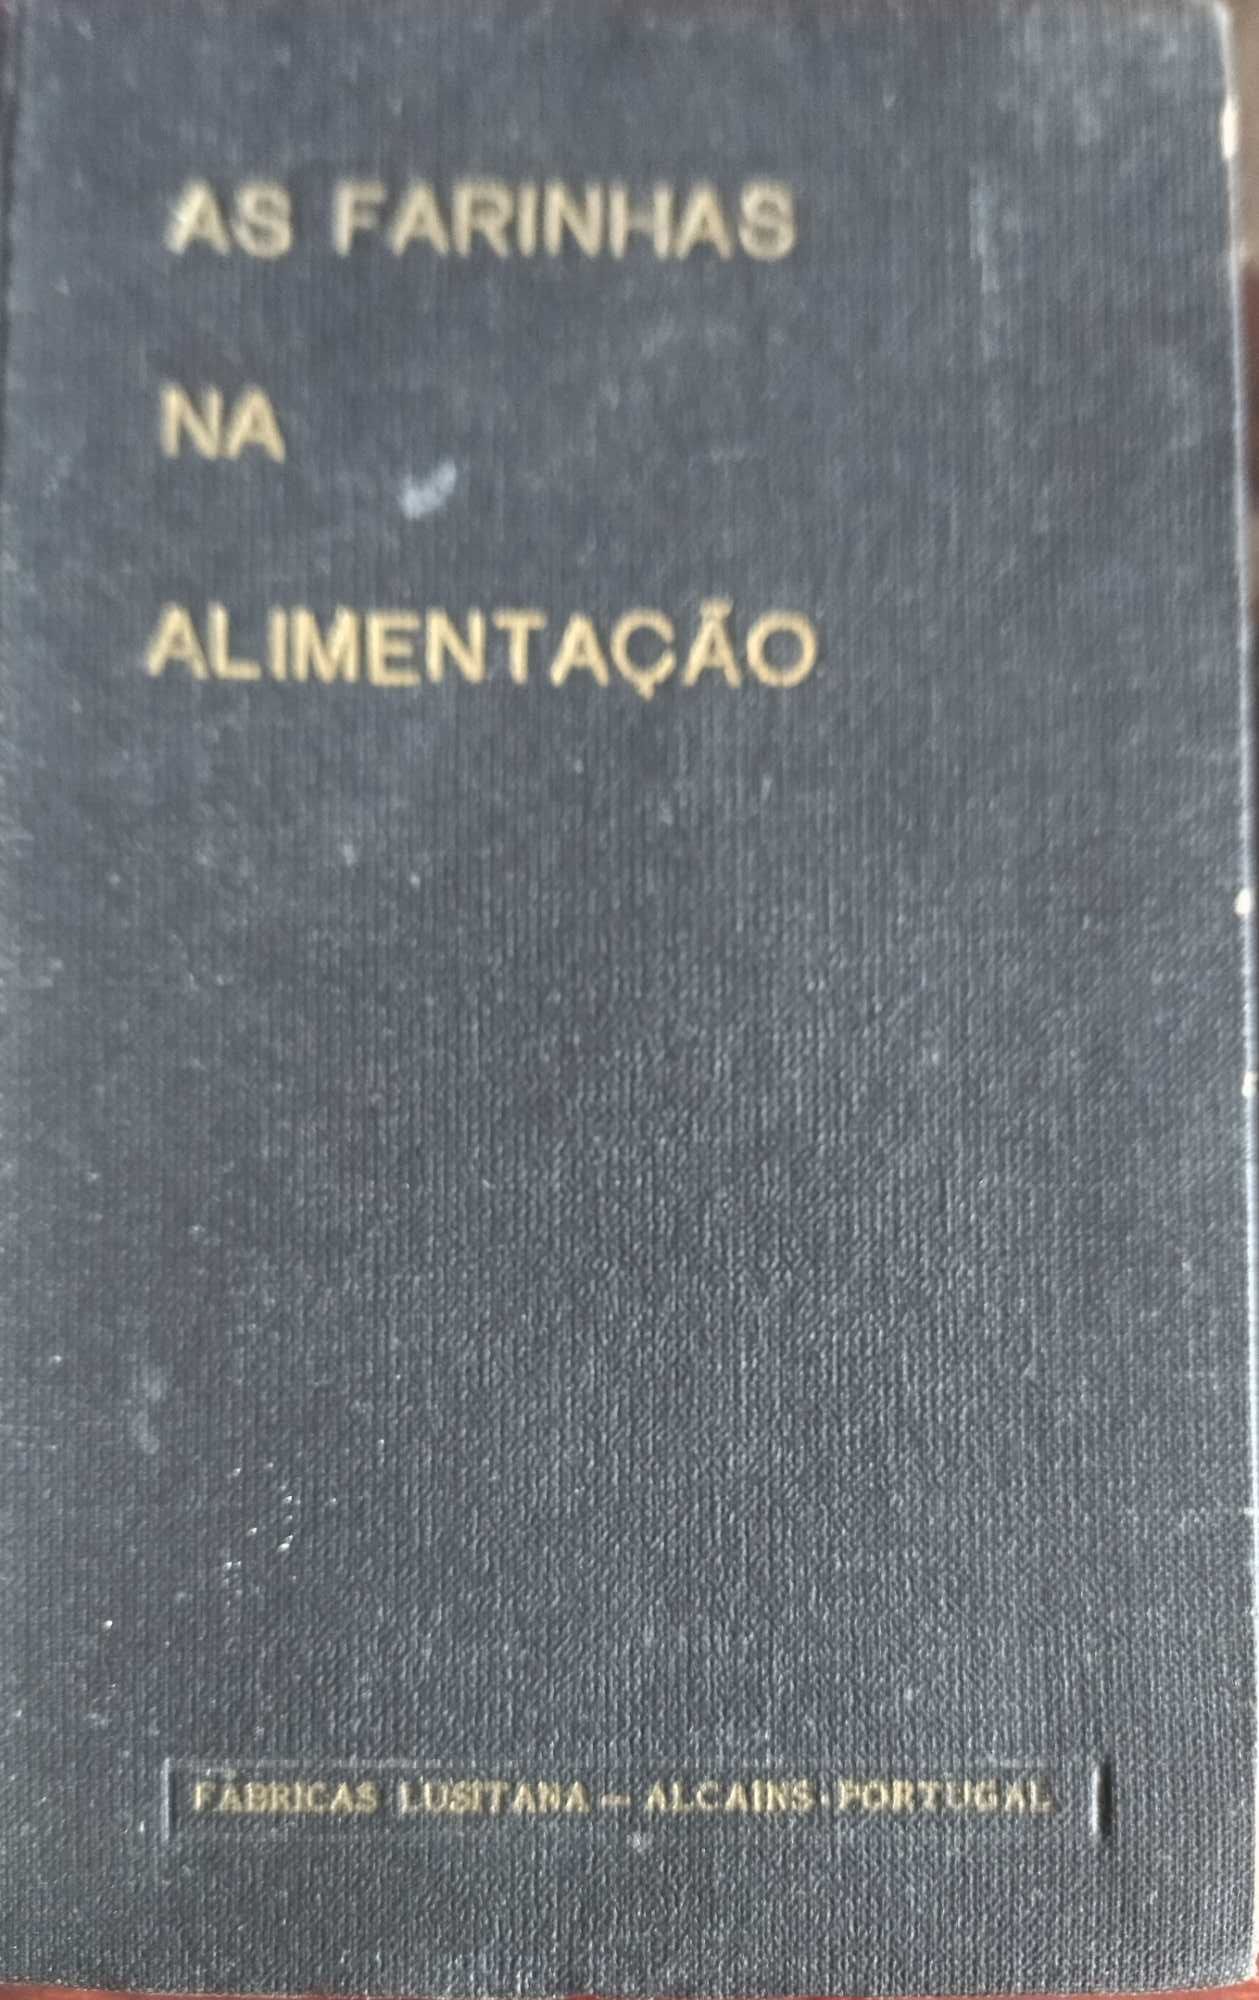 AS FARINHAS
NA
ALIMENTAÇÃO
FÁBRICAS LUSITANA - ALCAINS-PORTUGAL